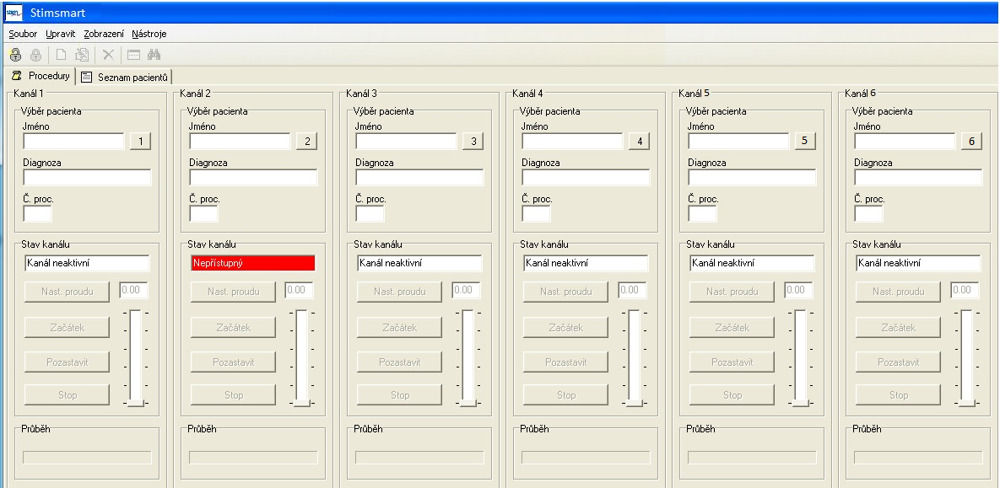 Stimsmart
Soubor Upravit Zobrazení Nástroje
Procedury Seznam pacientů
Kanál 1 Kanál 2 Kanál 3 Kanál 4 Kanál 5 Kanál 6
Výběr pacienta Výběr pacienta Výběr pacienta Výběr pacienta Výběr pacienta Výběr pacienta
Jméno Jméno Jméno Jméno Jméno Jméno
1 2 3 4 5 6
Diagnoza Diagnoza Diagnoza Diagnoza Diagnoza Diagnoza
Č. proc. Č. proc. Č. proc. Č. proc. Č. proc. Č. proc.
Stav kanálu Stav kanálu Stav kanálu Stav kanálu Stav kanálu Stav kanálu
Kanál neaktivní Nepřístupný Kanál neaktivní Kanál neaktivní Kanál neaktivní Kanál neaktivní
Nast. proudu 0.00 Nast. proudu 0.00 Nast. proudu 0.00 Nast. proudu 0.00 Nast. proudu 0.00 Nast. proudu 0.00
Začátek Začátek Začátek Začátek Začátek Začátek
Pozastavit Pozastavit Pozastavit Pozastavit Pozastavit Pozastavit
Stop Stop Stop Stop Stop Stop
Průběh Průběh Průběh Průběh Průběh Průběh